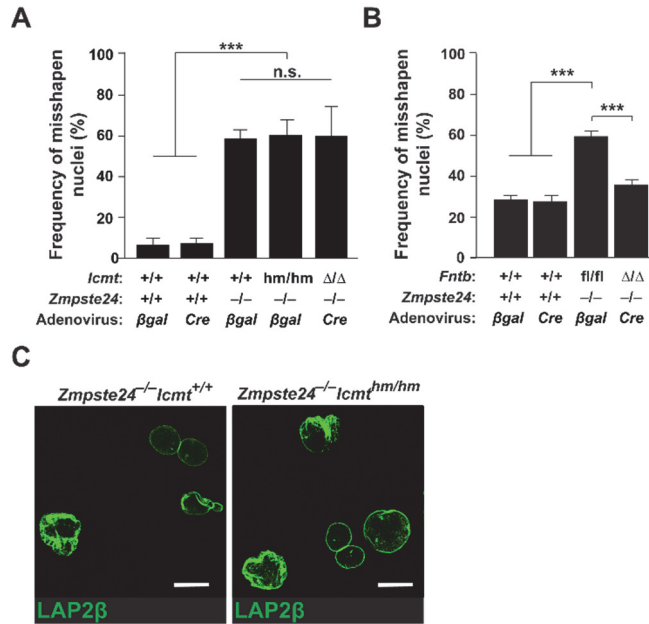 A
***
n.s.
Frequency of misshapen
nuclei (%)
100
80
60
40
20
0
Icmt: +/+ +/+ +/+ hm/hm Δ/Δ
Zmpste24: +/+ +/+ –/– –/– –/–
Adenovirus: βgal Cre βgal βgal Cre
B
***
***
Frequency of misshapen
nuclei (%)
100
80
60
40
20
0
Fntb: +/+ +/+ fl/fl Δ/Δ
Zmpste24: +/+ +/+ –/– –/–
Adenovirus: βgal Cre βgal Cre
C
Zmpste24–/–Icmt+/+
Zmpste24–/–Icmthm/hm
LAP2β
LAP2β